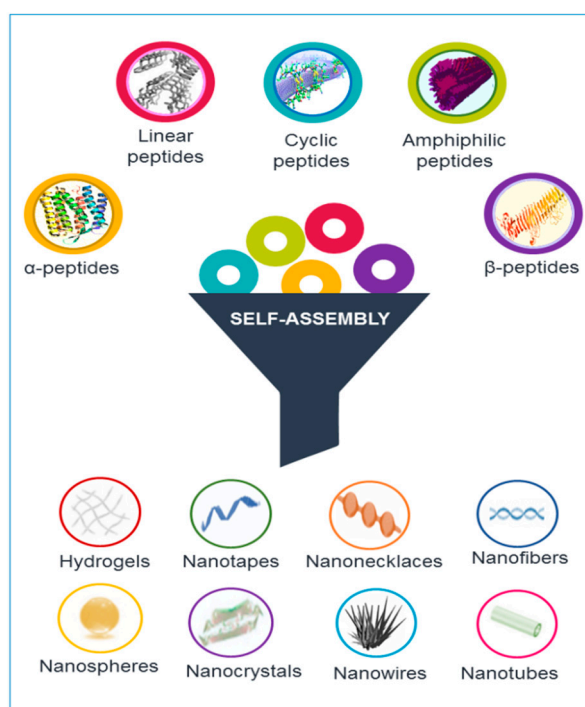 Linear
peptides
Cyclic
peptides
Amphiphilic
peptides
α-peptides
β-peptides
SELF-ASSEMBLY
Hydrogels
Nanotapes
Nanonecklaces
Nanofibers
Nanospheres
Nanocrystals
Nanowires
Nanotubes